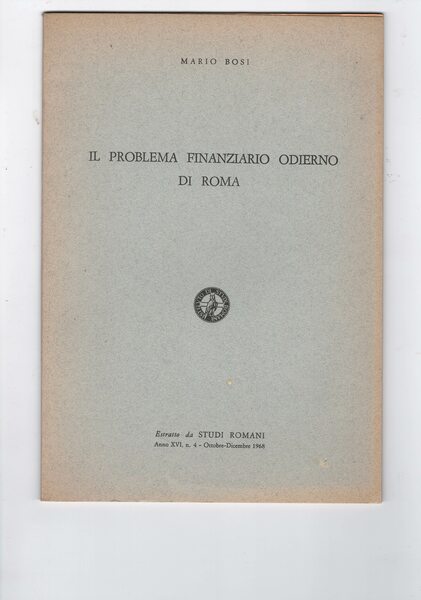 MARIO BOSI
IL PROBLEMA FINANZIARIO ODIERNO
DI ROMA
Estratto da STUDI ROMANI
Anno XVI, n. 4 - Ottobre-Dicembre 1968